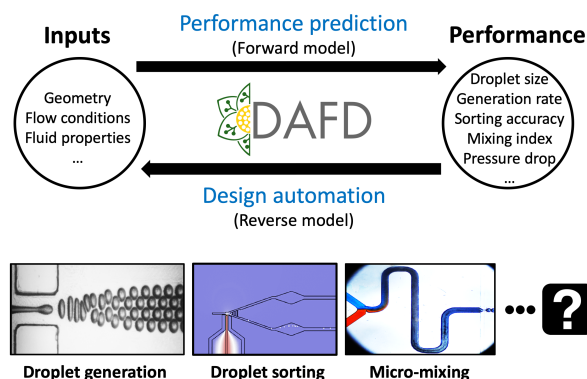 Inputs
Performance prediction
(Forward model)
Performance
Geometry
Flow conditions
Fluid properties
...
DAFD
Droplet size
Generation rate
Sorting accuracy
Mixing index
Pressure drop
...
Design automation
(Reverse model)
...
?
Droplet generation
Droplet sorting
Micro-mixing